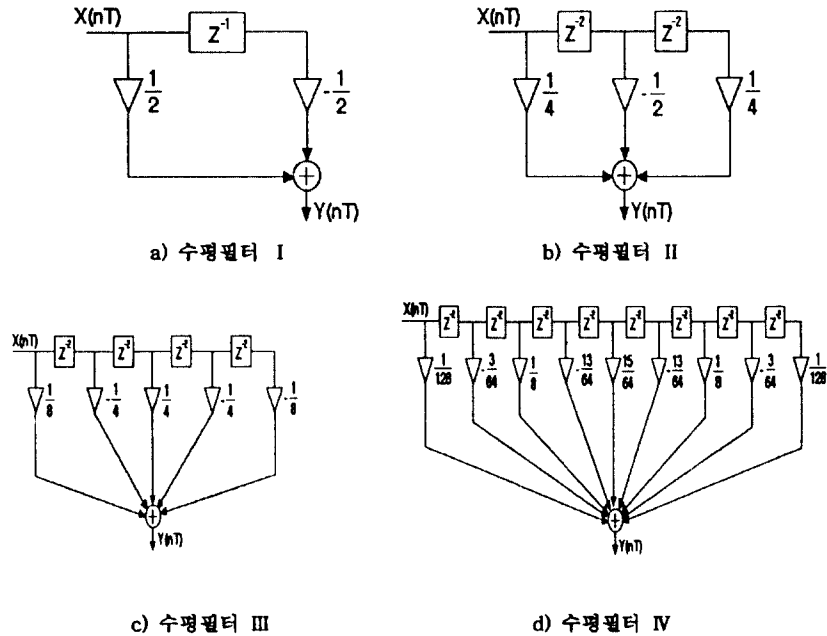 X(nT)
Z⁻¹
1/2
-1/2
+
Y(nT)
a) 수평필터 Ⅰ
X(nT)
Z⁻²
Z⁻²
1/4
-1/2
1/4
+
Y(nT)
b) 수평필터 Ⅱ
X(nT)
Z⁻²
Z⁻²
Z⁻²
Z⁻²
1/8
-1/4
1/4
-1/4
-1/8
+
Y(nT)
c) 수평필터 Ⅲ
X(nT)
Z⁻²
Z⁻²
Z⁻²
Z⁻²
Z⁻²
Z⁻²
Z⁻²
Z⁻²
1/128
-3/64
1/8
-13/64
15/64
-13/64
1/8
-3/64
1/128
+
Y(nT)
d) 수평필터 Ⅳ